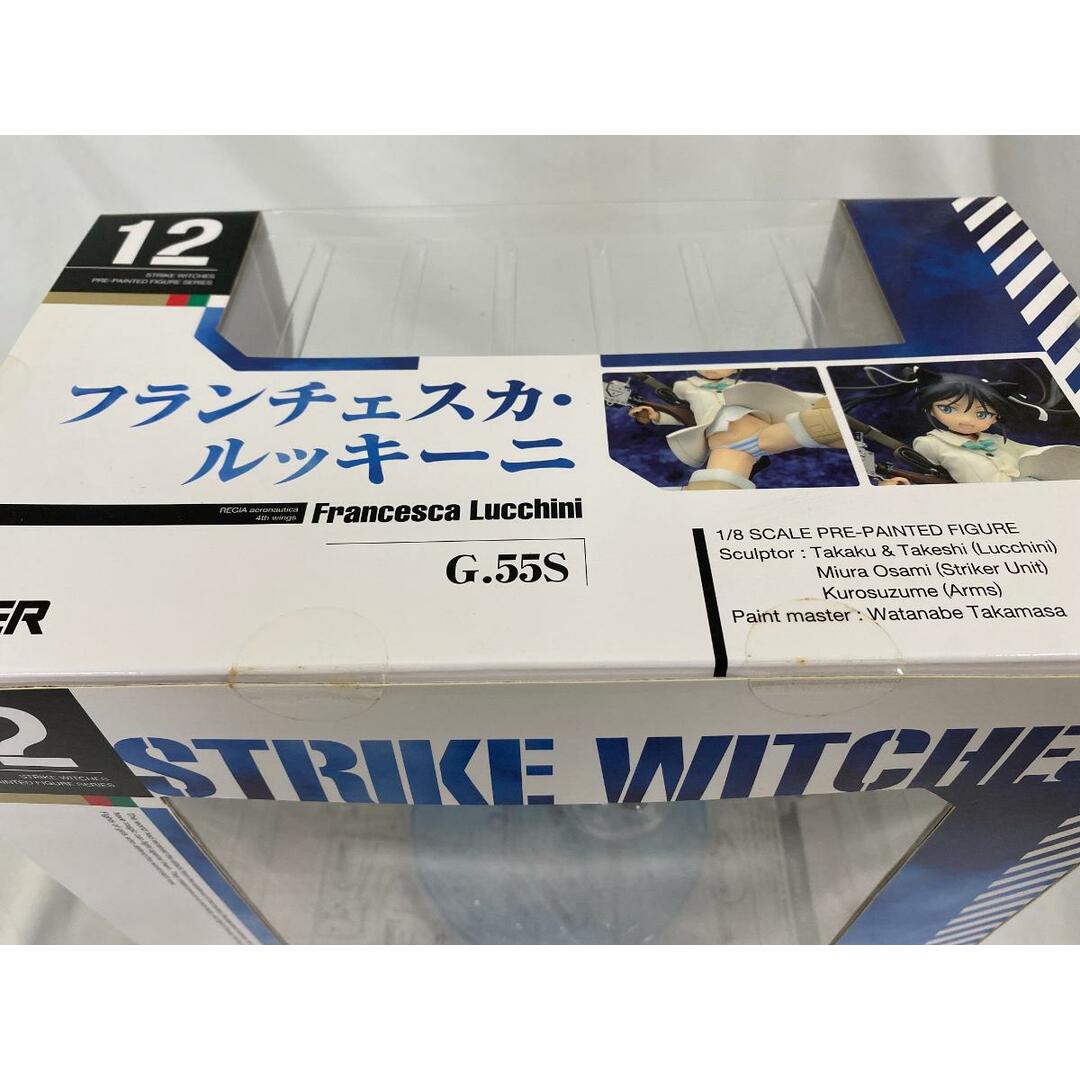 12
STRIKE WITCHES
PRE-PAINTED FIGURE SERIES
フランチェスカ・
ルッキーニ
REGIA aeronautica
4th wings
Francesca Lucchini
G.55S
1/8 SCALE PRE-PAINTED FIGURE
Sculptor : Takaku & Takeshi (Lucchini)
Miura Osami (Striker Unit)
Kurosuzume (Arms)
Paint master : Watanabe Takamasa
ER
2
STRIKE WITCHES
PAINTED FIGURE SERIES
STRIKE WITCHES